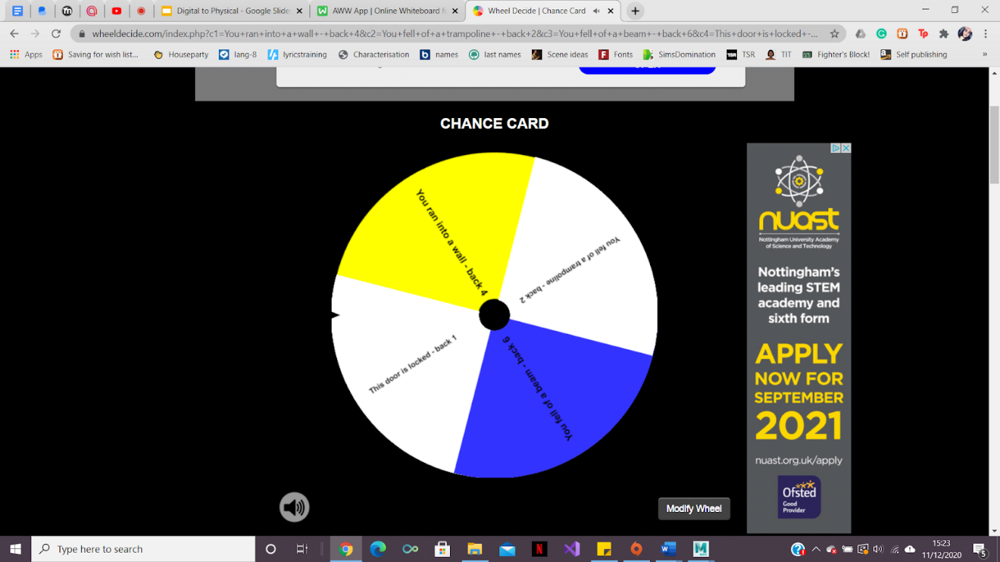 Digital to Physical - Google Slide
AWW App | Online Whiteboard f
Wheel Decide | Chance Card
wheeldecide.com/index.php?c1=You+ran+into+a+wall+-+back+4&c2=You+fell+of+a+trampoline+-+back+2&c3=You+fell+of+a+beam+-+back+6&c4=This+door+is+locked+-...
Apps
Saving for wish list...
Houseparty
lang-8
lyricstraining
Characterisation
names
last names
Scene ideas
Fonts
SimsDomination
TSR
TIT
Fighter's Block!
Self publishing
»
CHANCE CARD
You ran into a wall - back 4
You fell of a trampoline - back 2
This door is locked - back 1
You fell of a beam - back 6
Modify Wheel
nuast
Nottingham University Academy
of Science and Technology
Nottingham's
leading STEM
academy and
sixth form
APPLY
NOW FOR
SEPTEMBER
2021
nuast.org.uk/apply
Ofsted
Good
Provider
Type here to search
15:23
11/12/2020
5